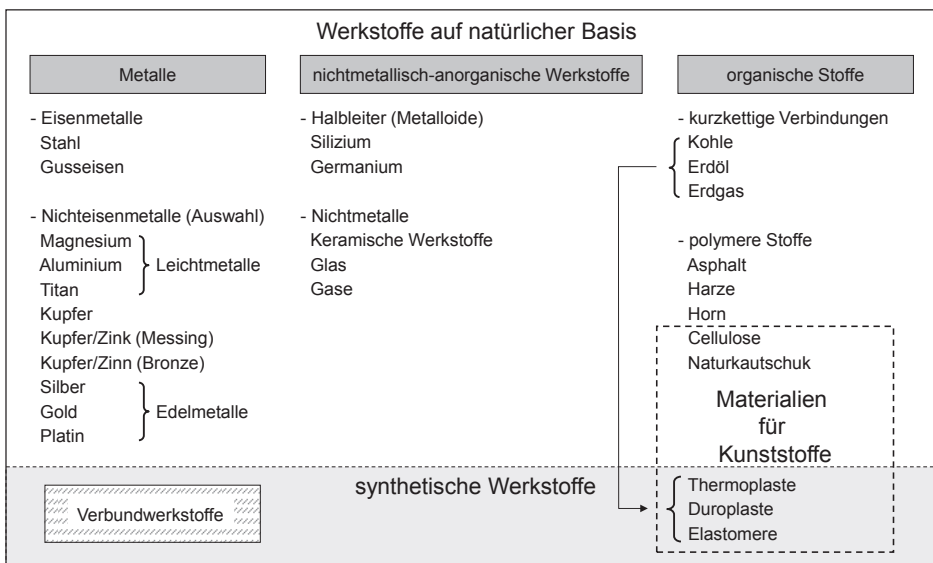 Werkstoffe auf natürlicher Basis
Metalle
- Eisenmetalle
Stahl
Gusseisen
- Nichteisenmetalle (Auswahl)
Magnesium
Aluminium
Titan
Leichtmetalle
Kupfer
Kupfer/Zink (Messing)
Kupfer/Zinn (Bronze)
Silber
Gold
Platin
Edelmetalle
nichtmetallisch-anorganische Werkstoffe
- Halbleiter (Metalloide)
Silizium
Germanium
- Nichtmetalle
Keramische Werkstoffe
Glas
Gase
organische Stoffe
- kurzkettige Verbindungen
Kohle
Erdöl
Erdgas
- polymere Stoffe
Asphalt
Harze
Horn
Cellulose
Naturkautschuk
Materialien
für
Kunststoffe
synthetische Werkstoffe
Verbundwerkstoffe
Thermoplaste
Duroplaste
Elastomere